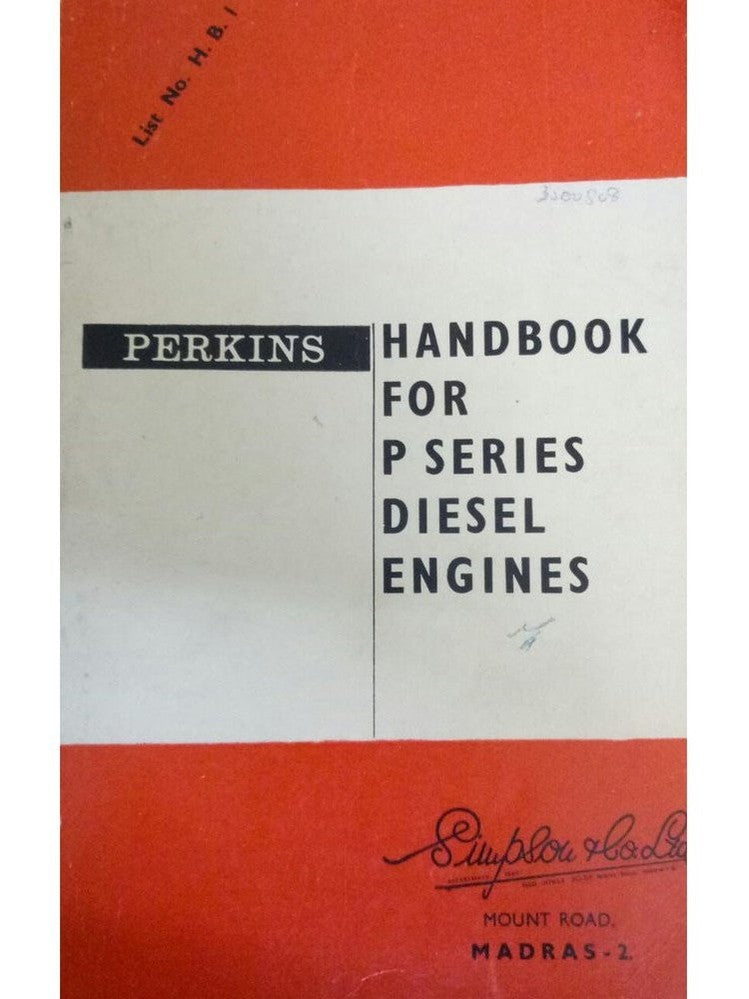 List No. H. B. 1
PERKINS
HANDBOOK
FOR
P SERIES
DIESEL
ENGINES
Simpson & Co. Ltd
MOUNT ROAD,
MADRAS-2.